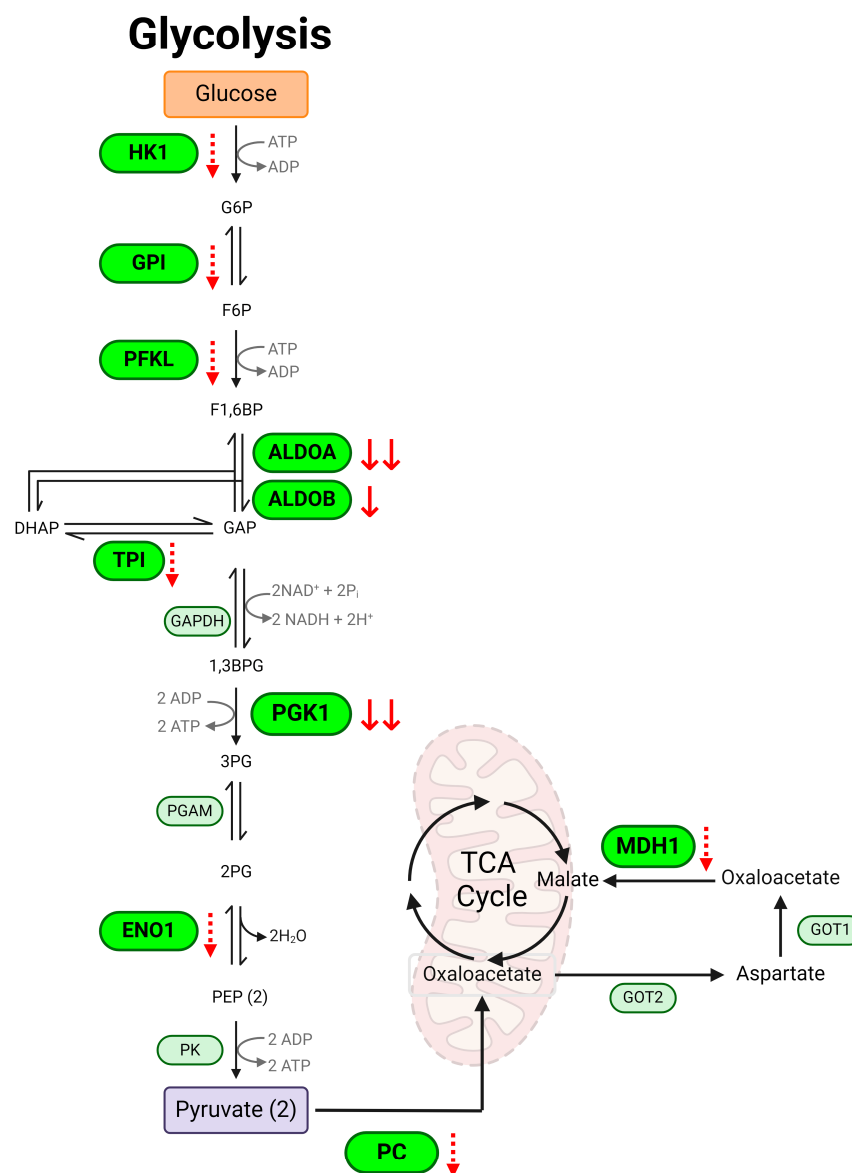 Glycolysis
Glucose
HK1
ATP
ADP
G6P
GPI
F6P
PFKL
ATP
ADP
F1,6BP
ALDOA
ALDOB
DHAP
GAP
TPI
2NAD⁺ + 2Pᵢ
GAPDH
2 NADH + 2H⁺
1,3BPG
2 ADP
PGK1
2 ATP
3PG
PGAM
2PG
ENO1
2H₂O
PEP (2)
PK
2 ADP
2 ATP
Pyruvate (2)
PC
TCA
Cycle
Malate
MDH1
Oxaloacetate
GOT1
Oxaloacetate
Aspartate
GOT2